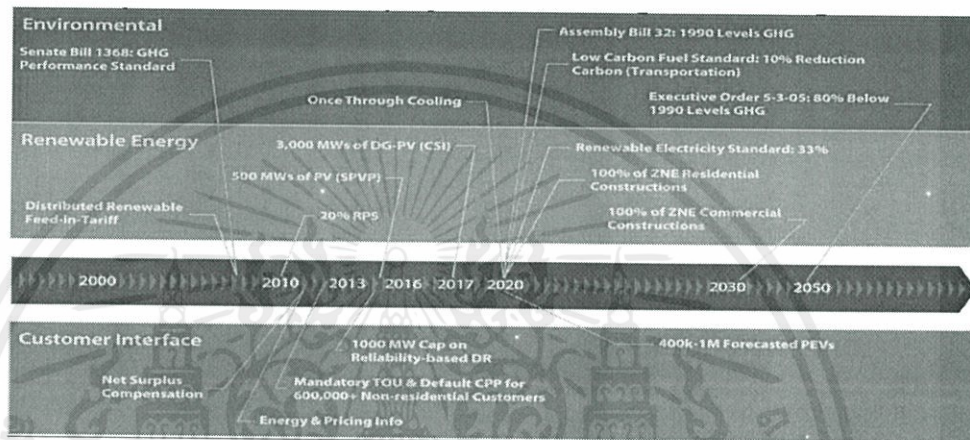 Environmental
Senate Bill 1368: GHG
Performance Standard
Assembly Bill 32: 1990 Levels GHG
Low Carbon Fuel Standard: 10% Reduction
Carbon (Transportation)
Once Through Cooling
Executive Order 5-3-05: 80% Below
1990 Levels GHG
Renewable Energy
3,000 MWs of DG-PV (CSI)
Renewable Electricity Standard: 33%
500 MWs of PV (SPVP)
100% of ZNE Residential
Constructions
Distributed Renewable
Feed-in-Tariff
20% RPS
100% of ZNE Commercial
Constructions
2000 2010 2013 2016 2017 2020 2030 2050
Customer Interface
1000 MW Cap on
Reliability-based DR
400k-1M Forecasted PEVs
Net Surplus
Compensation
Mandatory TOU & Default CPP for
600,000+ Non-residential Customers
Energy & Pricing Info